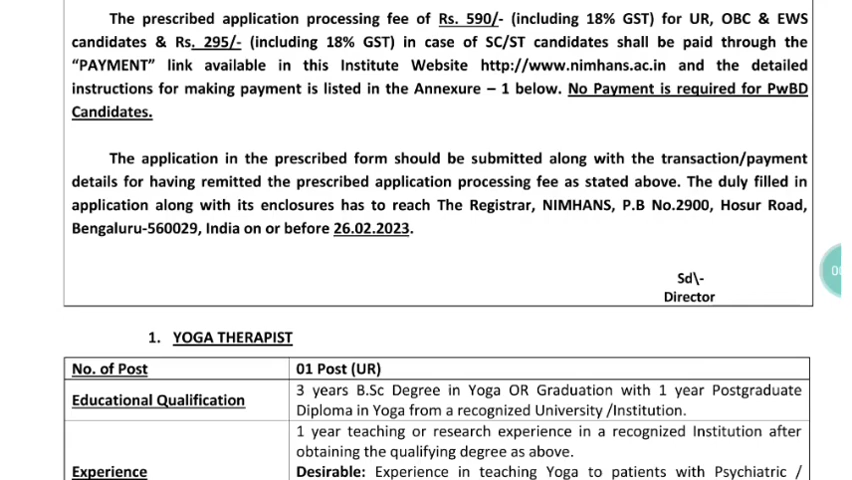 The prescribed application processing fee of Rs. 590/- (including 18% GST) for UR, OBC & EWS
candidates & Rs. 295/- (including 18% GST) in case of SC/ST candidates shall be paid through the
“PAYMENT” link available in this Institute Website http://www.nimhans.ac.in and the detailed
instructions for making payment is listed in the Annexure – 1 below. No Payment is required for PwBD
Candidates.
The application in the prescribed form should be submitted along with the transaction/payment
details for having remitted the prescribed application processing fee as stated above. The duly filled in
application along with its enclosures has to reach The Registrar, NIMHANS, P.B No.2900, Hosur Road,
Bengaluru-560029, India on or before 26.02.2023.
Sd\-
Director
1. YOGA THERAPIST
No. of Post 01 Post (UR)
Educational Qualification
3 years B.Sc Degree in Yoga OR Graduation with 1 year Postgraduate
Diploma in Yoga from a recognized University /Institution.
Experience
1 year teaching or research experience in a recognized Institution after
obtaining the qualifying degree as above.
Desirable: Experience in teaching Yoga to patients with Psychiatric /